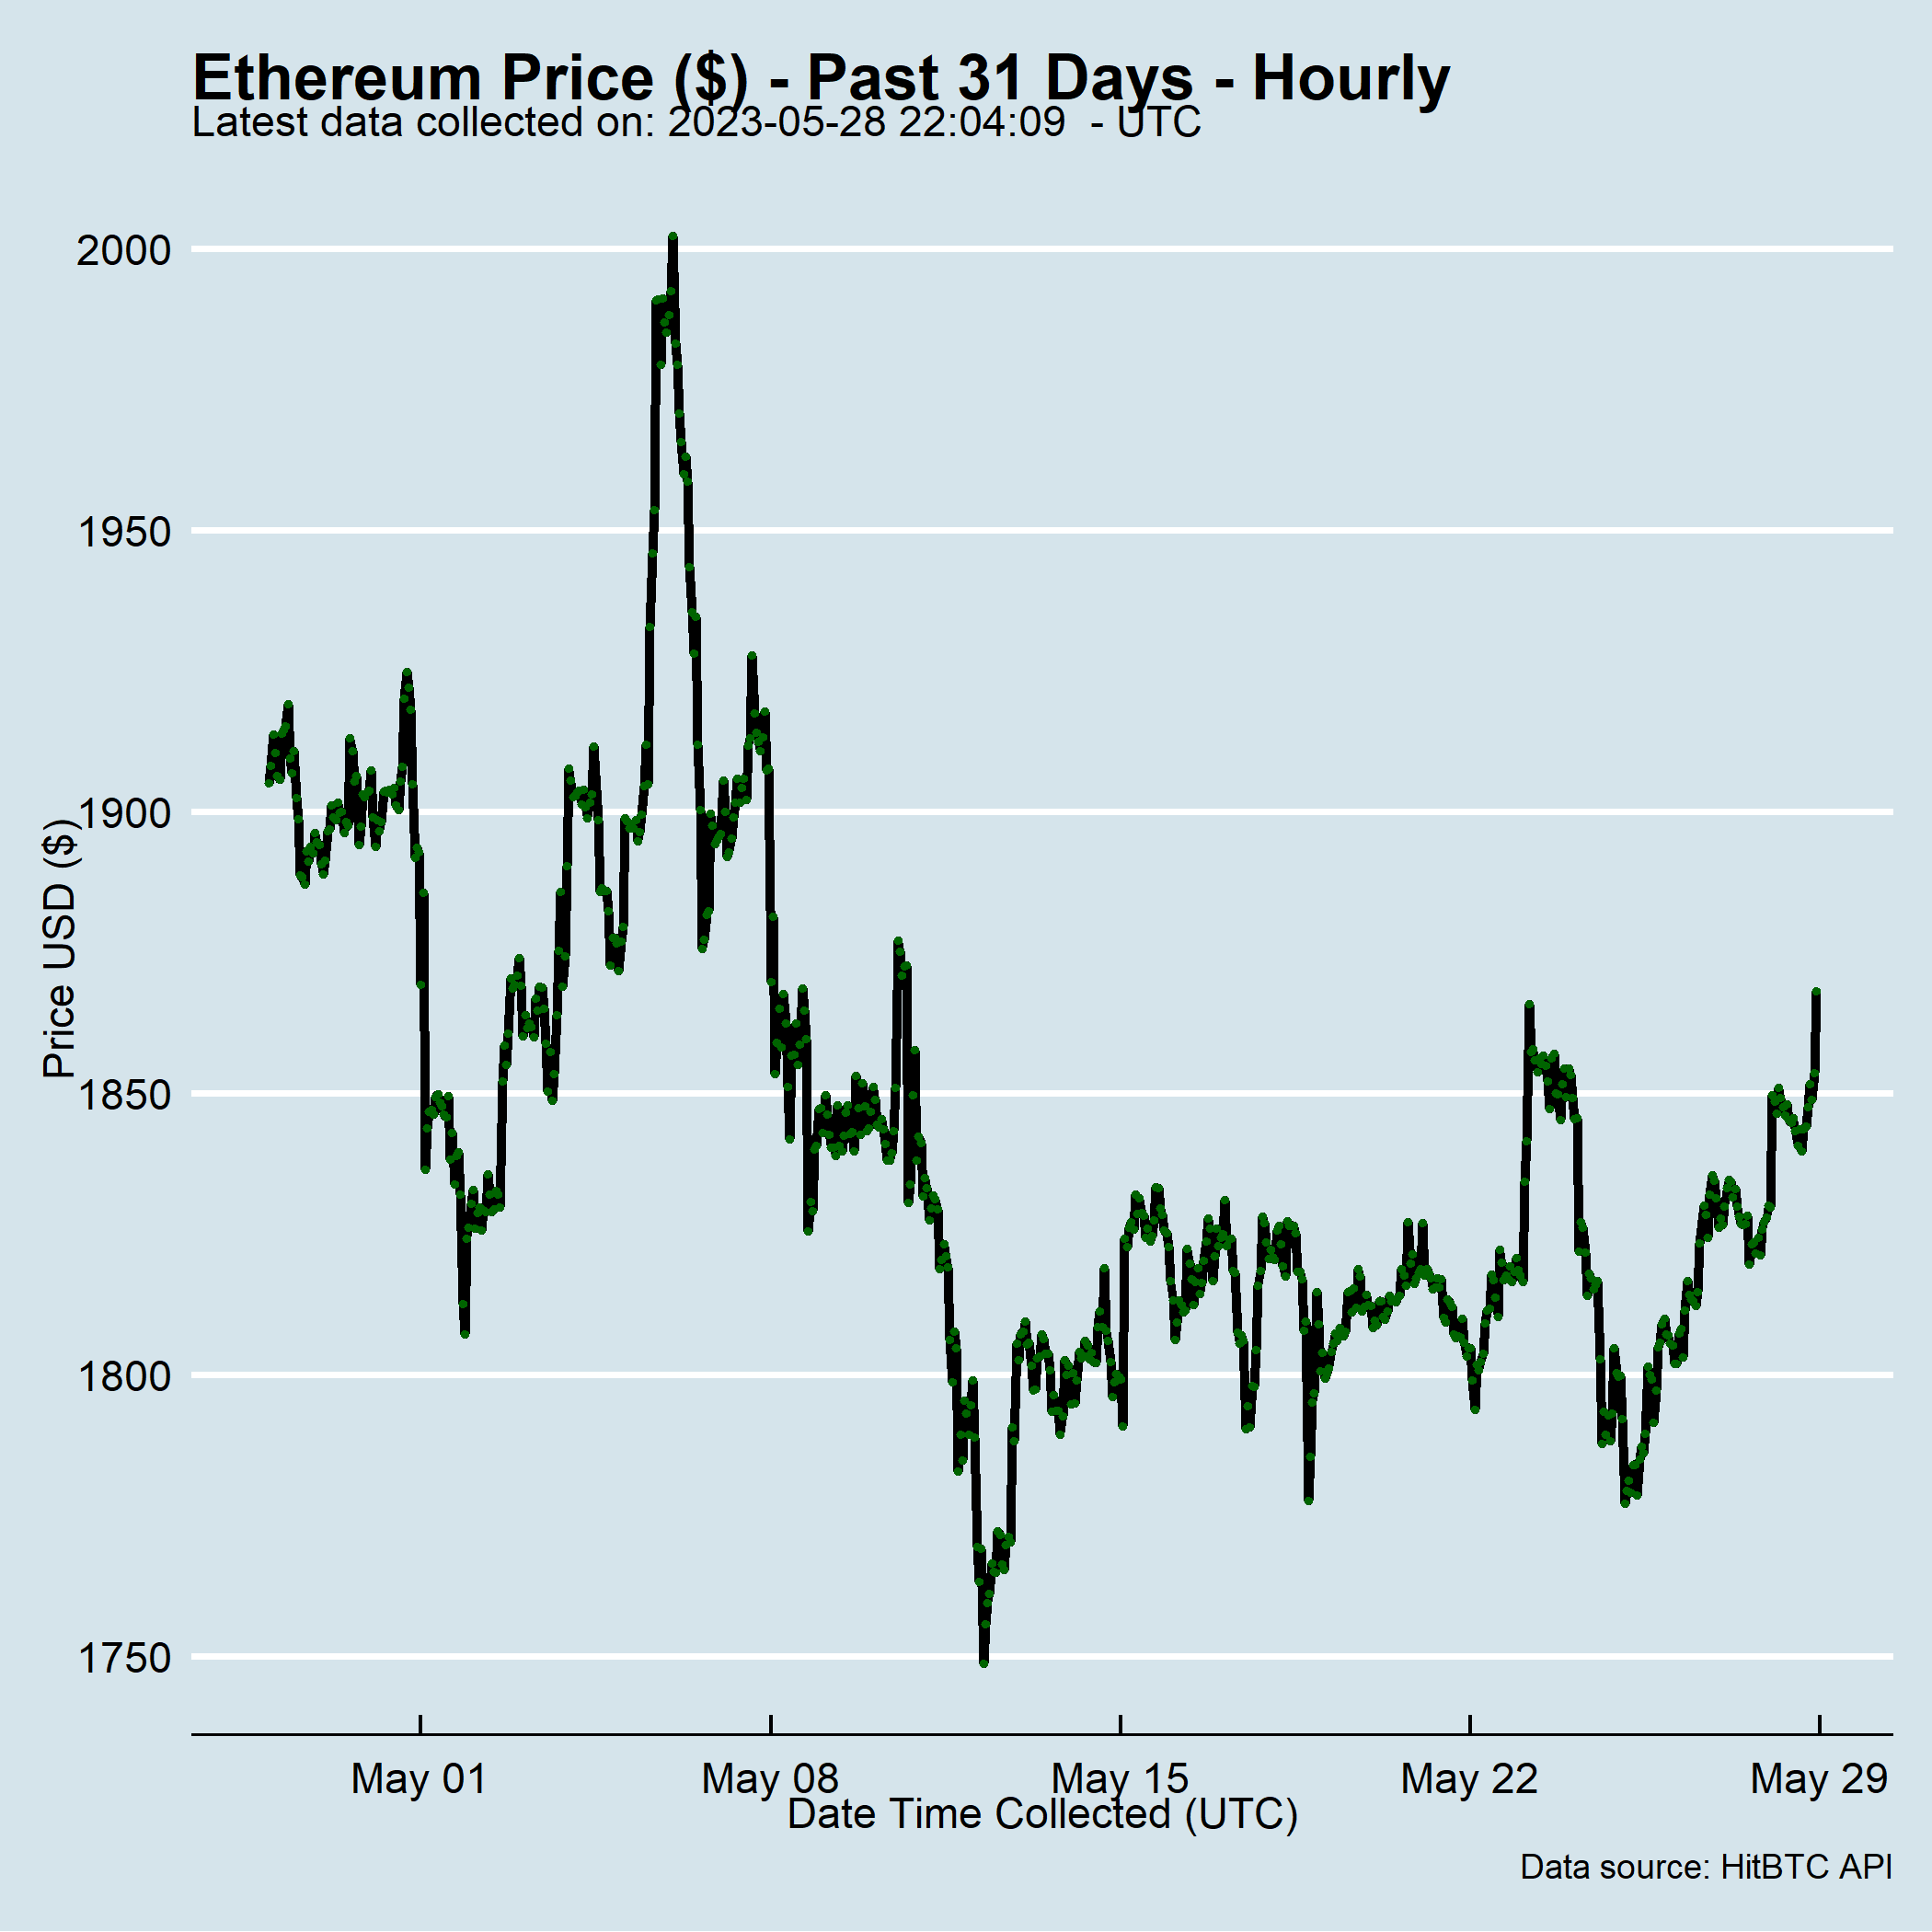 Ethereum Price ($) - Past 31 Days - Hourly
Latest data collected on: 2023-05-28 22:04:09  - UTC
2000
1950
1900
1850
1800
1750
Price USD ($)
May 01 May 08 May 15 May 22 May 29
Date Time Collected (UTC)
Data source: HitBTC API